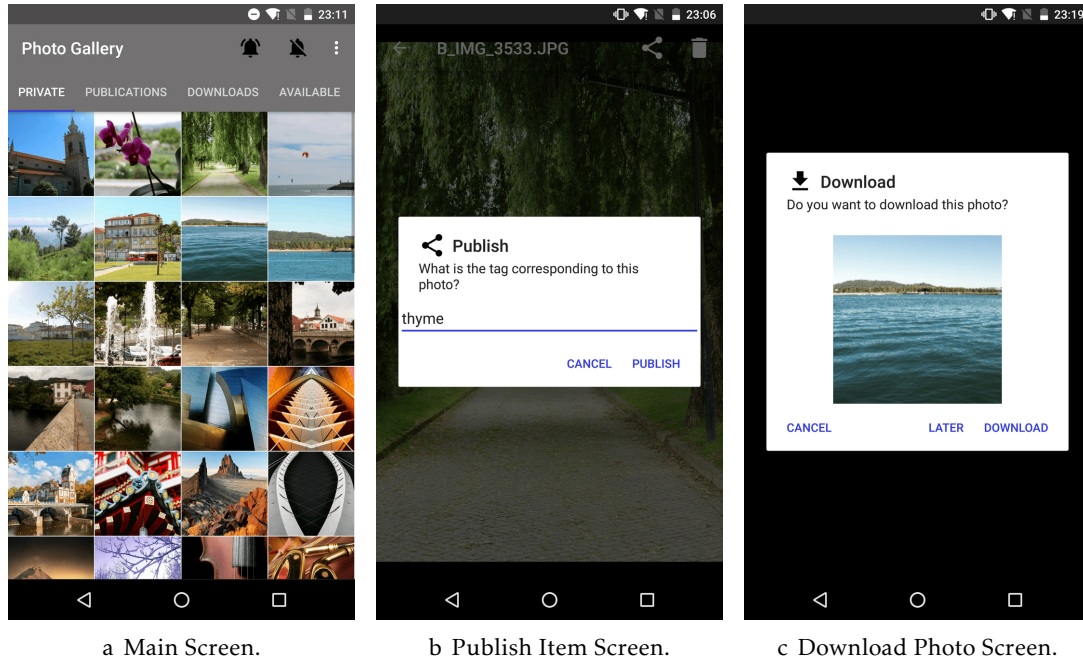 23:11
Photo Gallery
PRIVATE PUBLICATIONS DOWNLOADS AVAILABLE
a Main Screen.
23:06
B_IMG_3533.JPG
Publish
What is the tag corresponding to this
photo?
thyme
CANCEL PUBLISH
b Publish Item Screen.
23:19
Download
Do you want to download this photo?
CANCEL LATER DOWNLOAD
c Download Photo Screen.